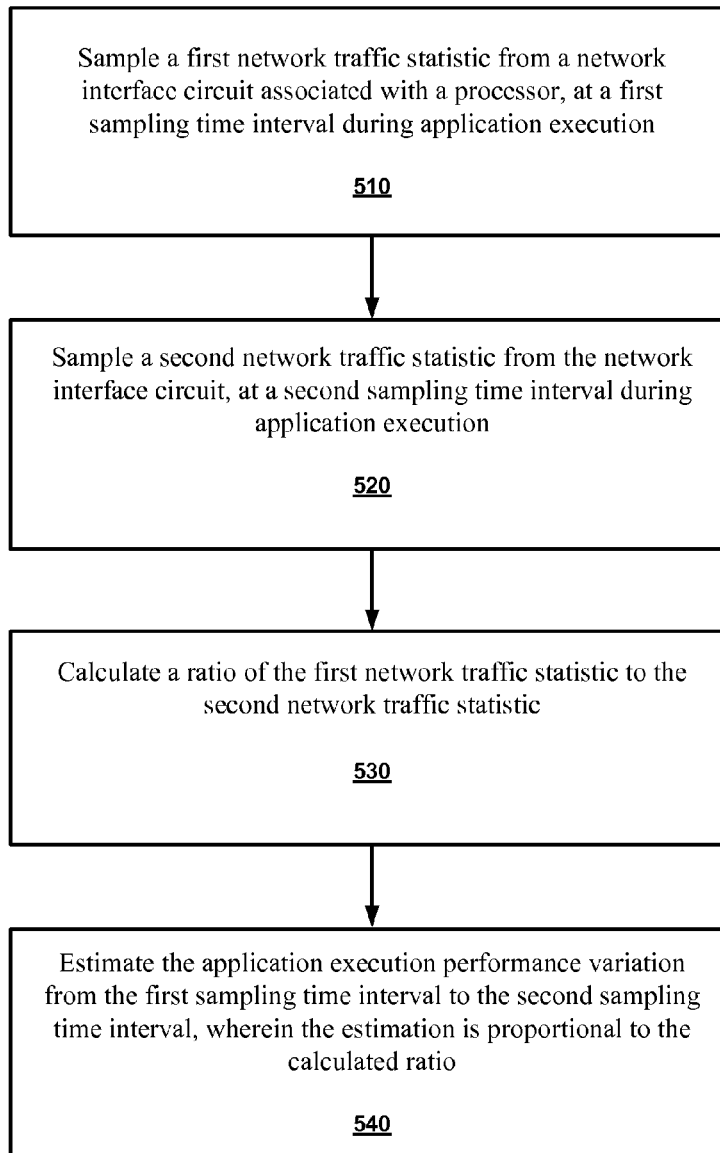 Sample a first network traffic statistic from a network
interface circuit associated with a processor, at a first
sampling time interval during application execution
510
Sample a second network traffic statistic from the network
interface circuit, at a second sampling time interval during
application execution
520
Calculate a ratio of the first network traffic statistic to the
second network traffic statistic
530
Estimate the application execution performance variation
from the first sampling time interval to the second sampling
time interval, wherein the estimation is proportional to the
calculated ratio
540